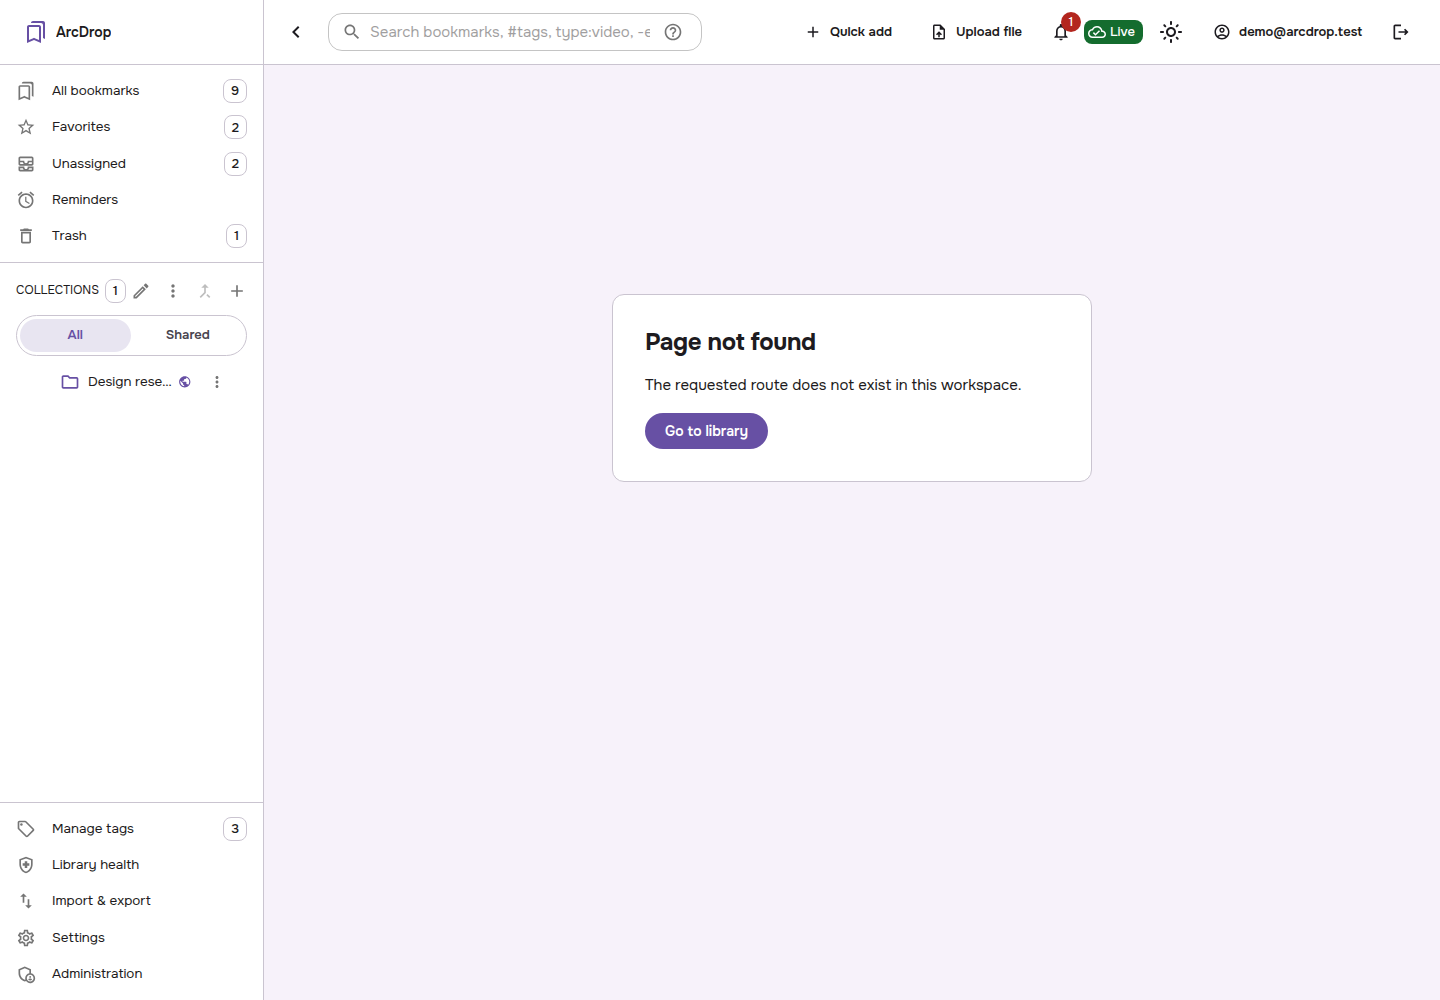 ArcDrop
Search bookmarks, #tags, type:video, -e
Quick add
Upload file
1
Live
demo@arcdrop.test
All bookmarks 9
Favorites 2
Unassigned 2
Reminders
Trash 1
COLLECTIONS 1
All Shared
Design rese...
Page not found
The requested route does not exist in this workspace.
Go to library
Manage tags 3
Library health
Import & export
Settings
Administration